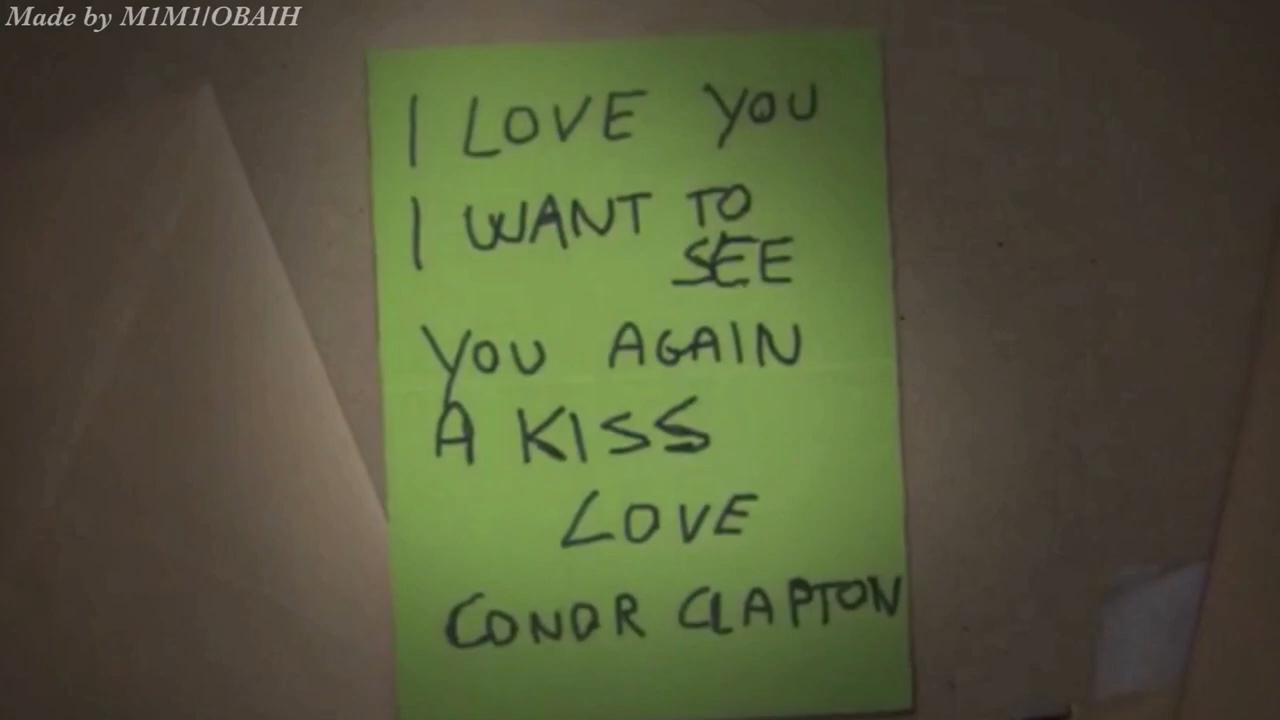 Made by M1M1/OBAIH
I LOVE YOU
I WANT TO
SEE
YOU AGAIN
A KISS
LOVE
CONOR CLAPTON